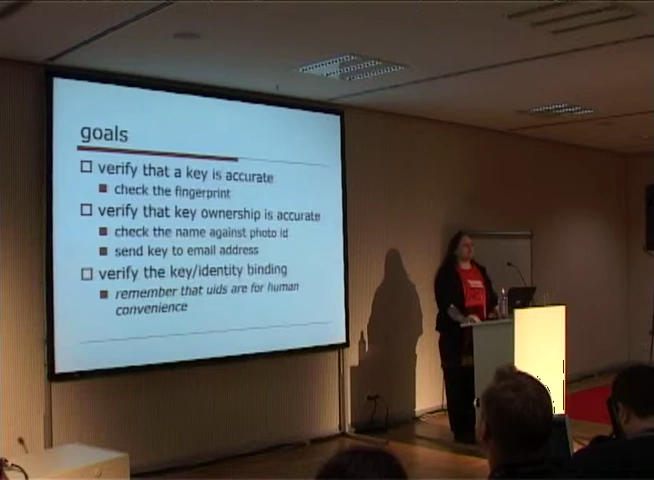 goals
verify that a key is accurate
check the fingerprint
verify that key ownership is accurate
check the name against photo id
send key to email address
verify the key/identity binding
remember that uids are for human
convenience